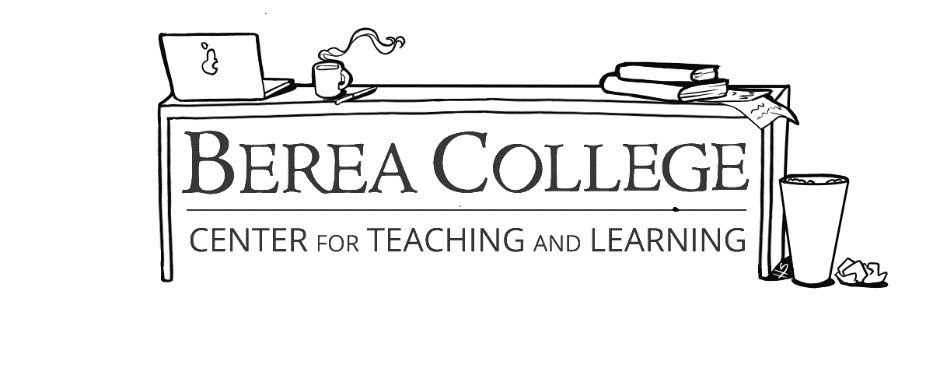 BEREA COLLEGE
CENTER FOR TEACHING AND LEARNING